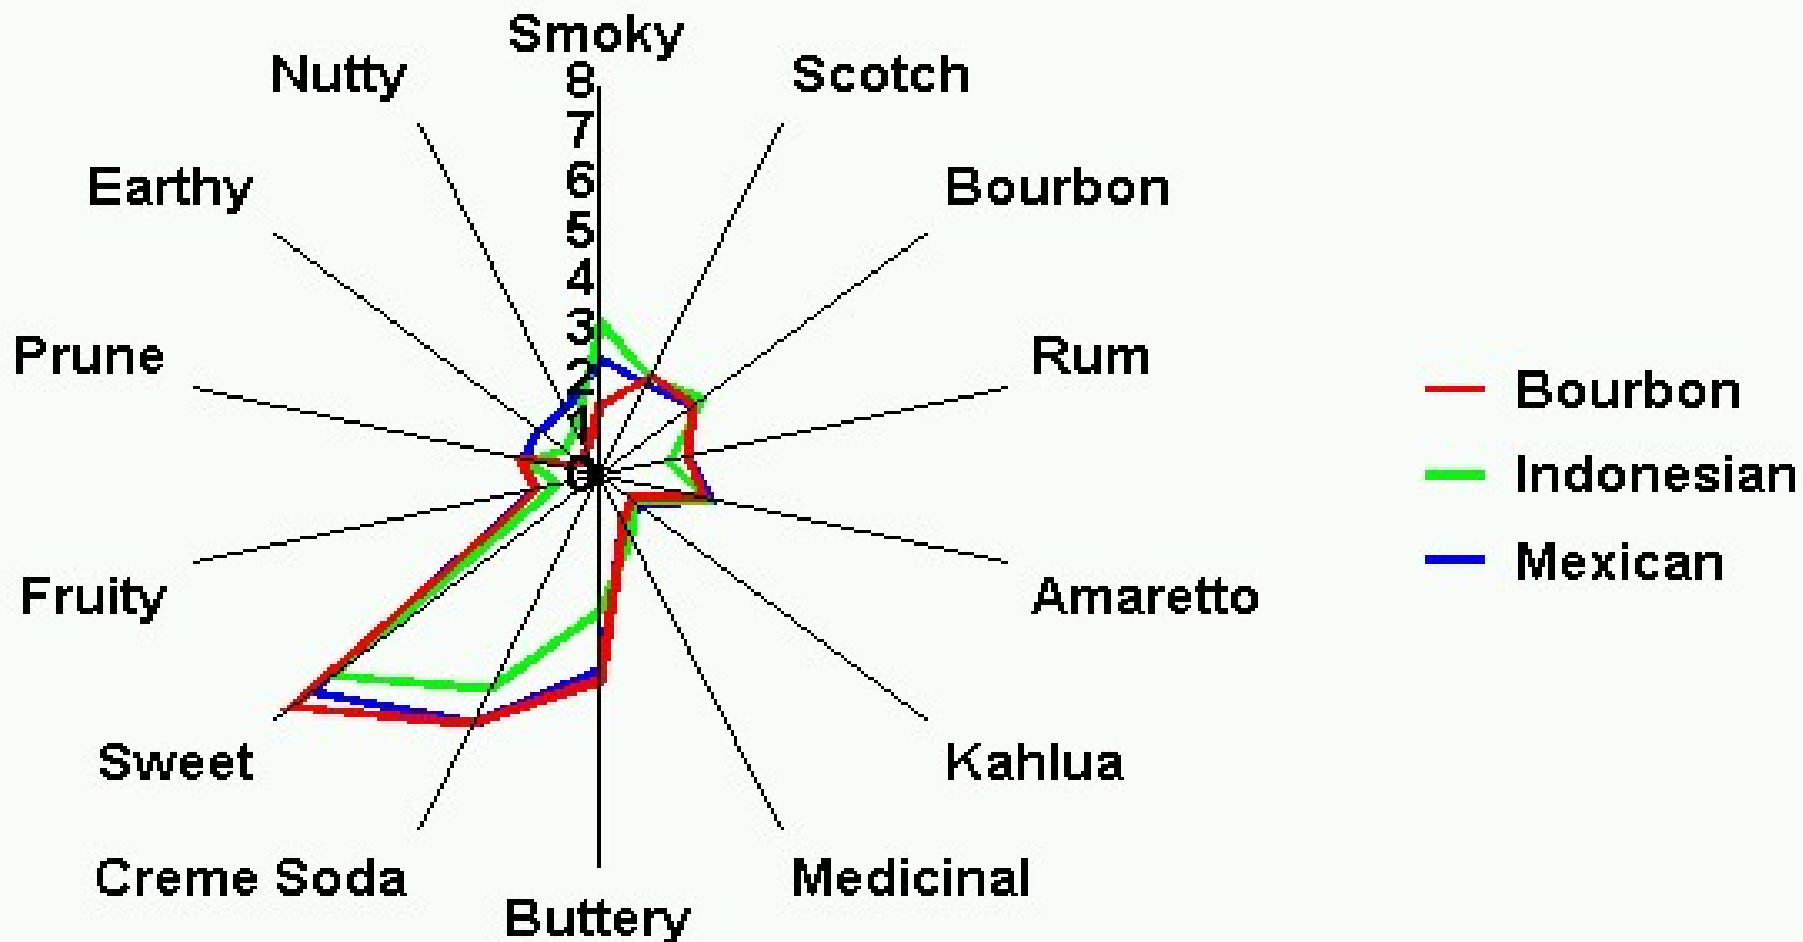 Smoky
8
7
6
5
4
3
2
1
0
Scotch
Bourbon
Rum
Amaretto
Kahlua
Medicinal
Buttery
Creme Soda
Sweet
Fruity
Prune
Earthy
Nutty
Bourbon
Indonesian
Mexican